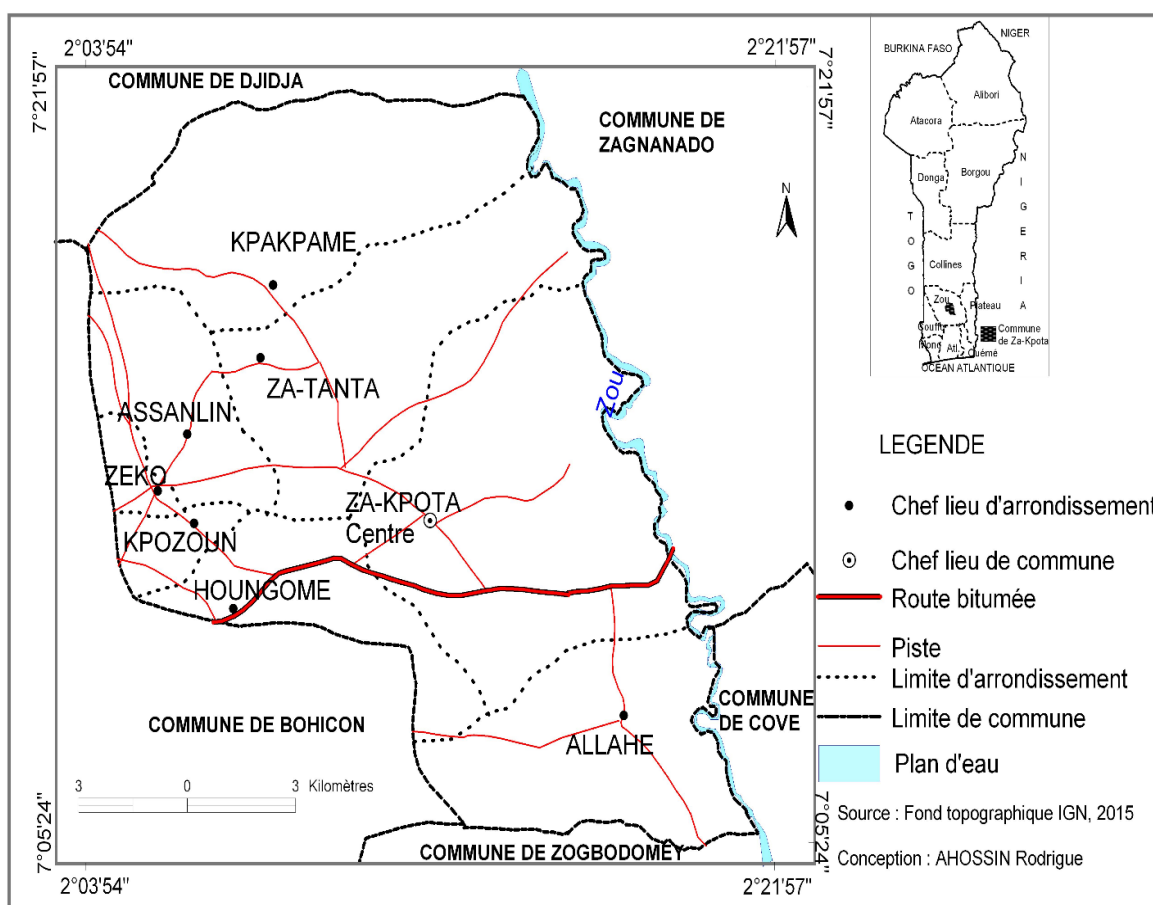 2°03'54"
2°21'57"
7°21'57"
7°21'57"
COMMUNE DE DJIDJA
COMMUNE DE
ZAGNANADO
N
KPAKPAME
ZA-TANTA
ASSANLIN
ZEKO
KPOZOUN
HOUNGOME
ZA-KPOTA
Centre
Zou
COMMUNE DE BOHICON
ALLAHE
COMMUNE
DE COVE
COMMUNE DE ZOGBODOMEY
3 0 3 Kilomètres
7°05'24"
7°05'24"
2°03'54"
2°21'57"
BURKINA FASO
NIGER
Alibori
Atacora
Borgou
Donga
NIGERIA
TOGO
Collines
Zou
Plateau
Couffo
Mono
Atl.
Ouémé
OCEAN ATLANTIQUE
Commune
de Za-Kpota
LEGENDE
Chef lieu d'arrondissement
Chef lieu de commune
Route bitumée
Piste
Limite d'arrondissement
Limite de commune
Plan d'eau
Source : Fond topographique IGN, 2015
Conception : AHOSSIN Rodrigue